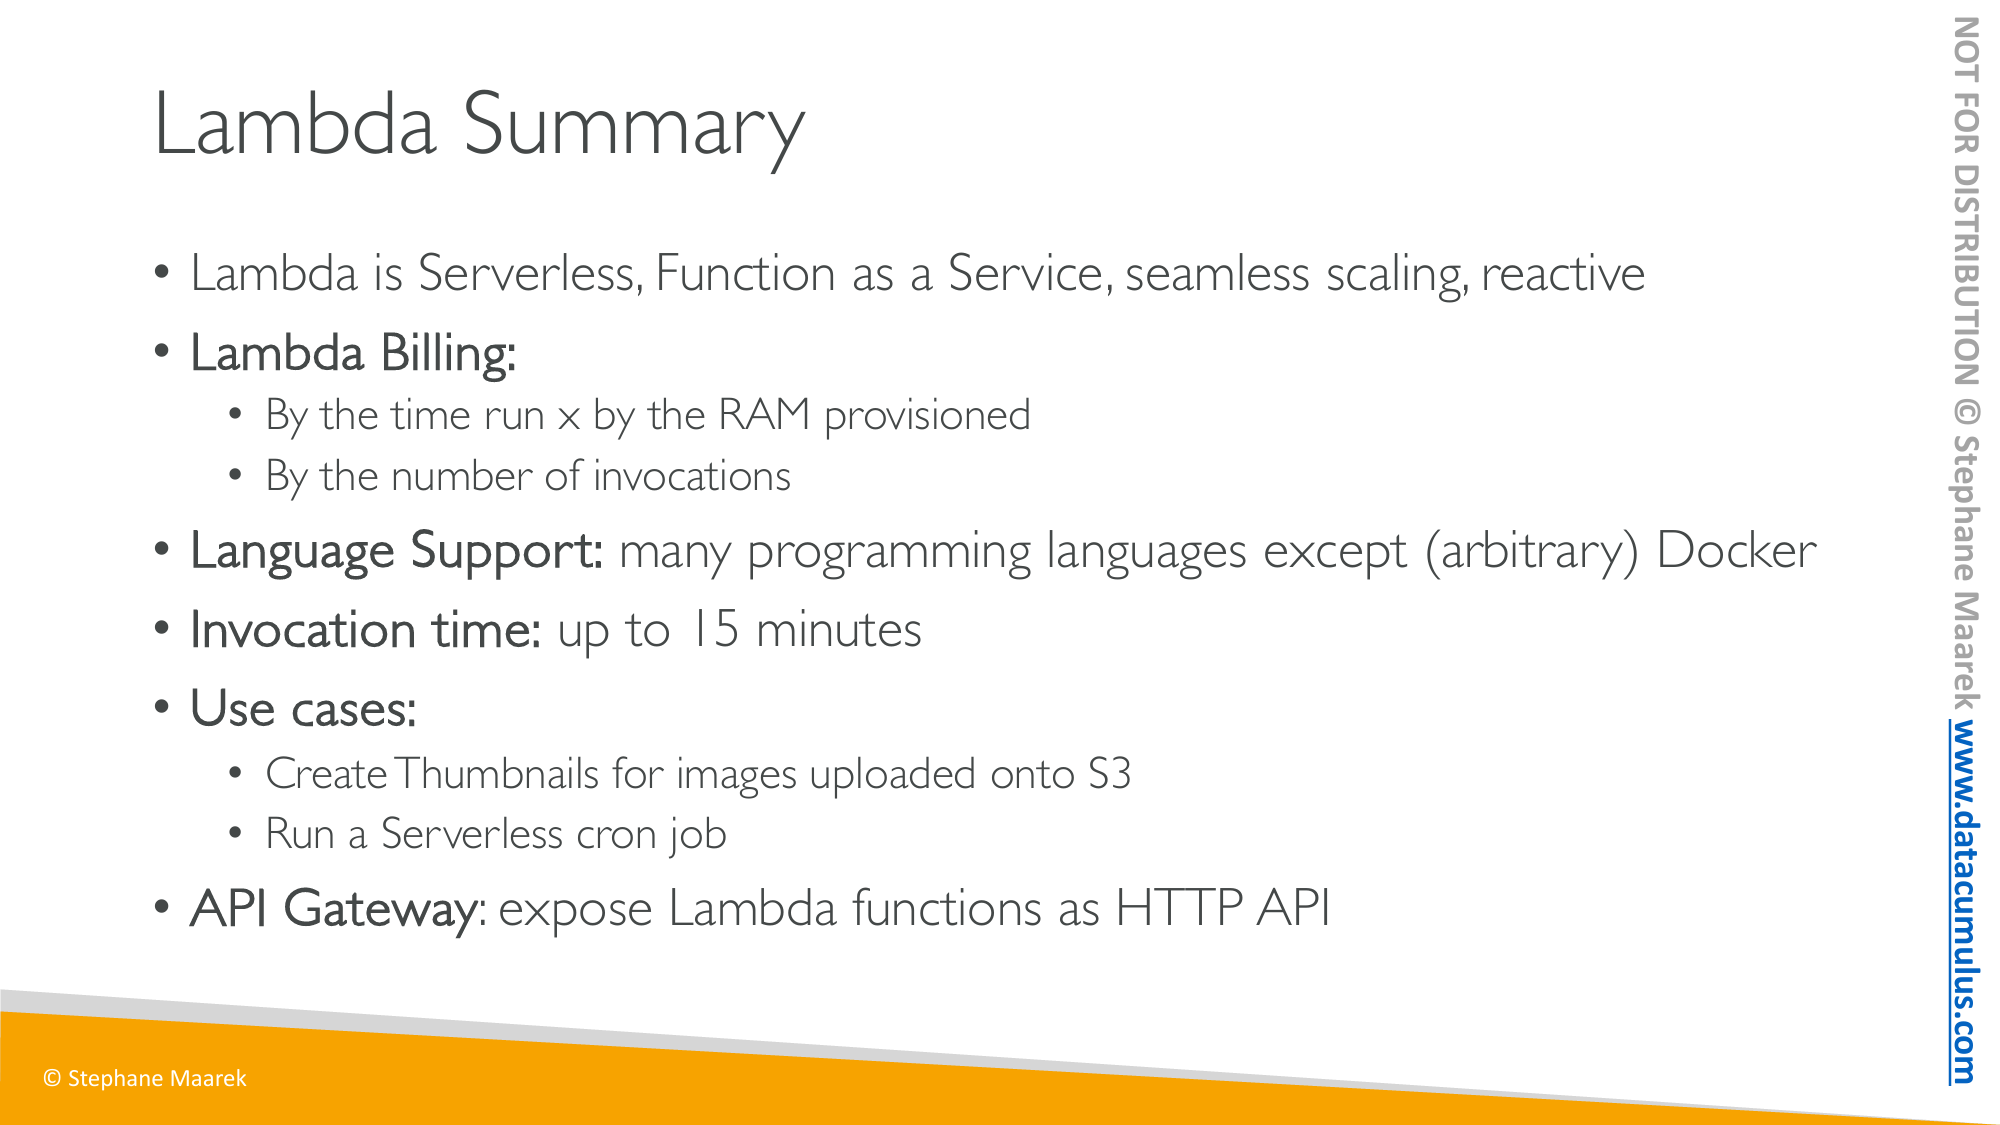 Lambda Summary
• Lambda is Serverless, Function as a Service, seamless scaling, reactive
• Lambda Billing:
• By the time run x by the RAM provisioned
• By the number of invocations
• Language Support: many programming languages except (arbitrary) Docker
• Invocation time: up to 15 minutes
• Use cases:
• Create Thumbnails for images uploaded onto S3
• Run a Serverless cron job
• API Gateway: expose Lambda functions as HTTP API
© Stephane Maarek
NOT FOR DISTRIBUTION © Stephane Maarek www.datacumulus.com